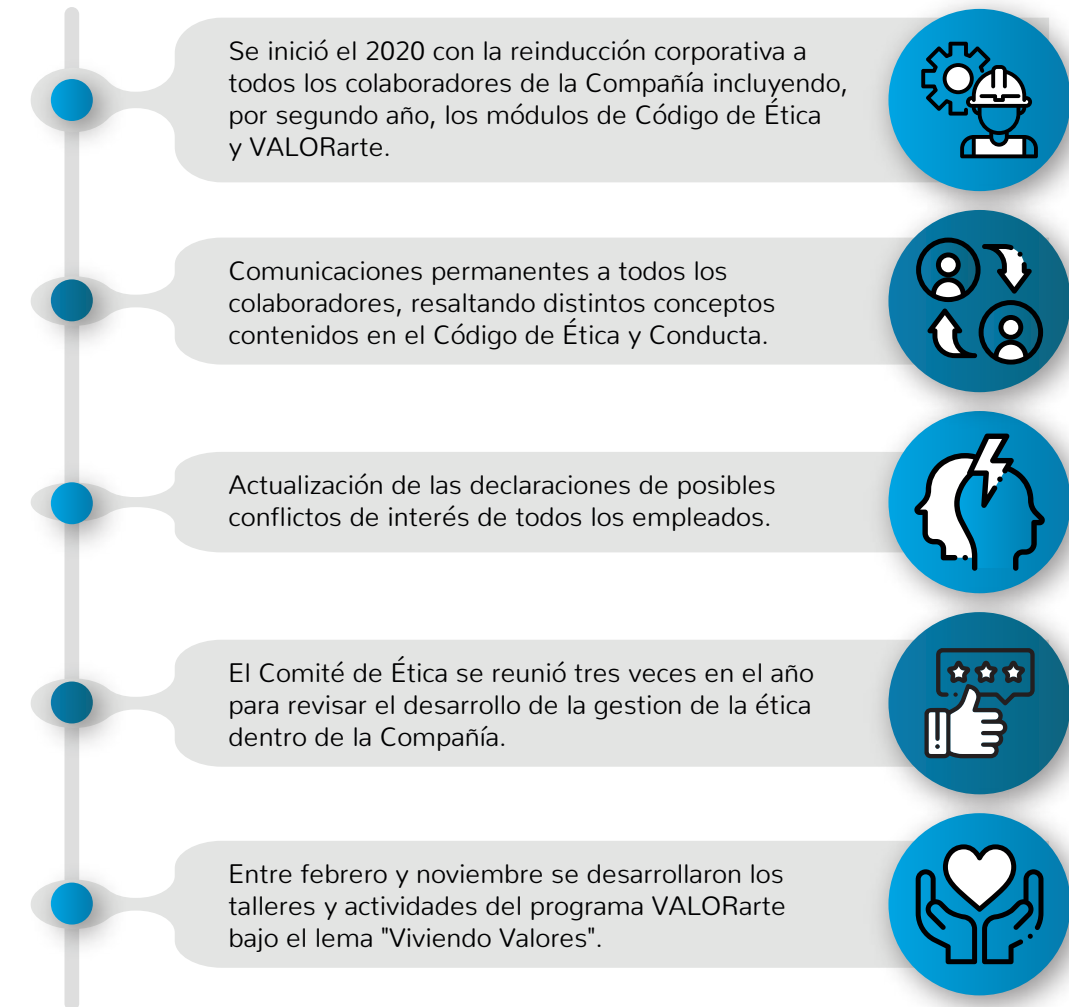 Se inició el 2020 con la reinducción corporativa a
todos los colaboradores de la Compañía incluyendo,
por segundo año, los módulos de Código de Ética
y VALORarte.
Comunicaciones permanentes a todos los
colaboradores, resaltando distintos conceptos
contenidos en el Código de Ética y Conducta.
Actualización de las declaraciones de posibles
conflictos de interés de todos los empleados.
El Comité de Ética se reunió tres veces en el año
para revisar el desarrollo de la gestion de la ética
dentro de la Compañía.
Entre febrero y noviembre se desarrollaron los
talleres y actividades del programa VALORarte
bajo el lema "Viviendo Valores".